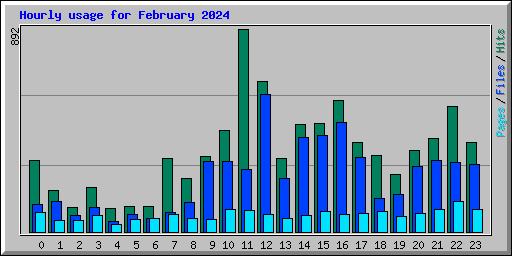 Hourly usage for February 2024
892
Pages/Files/Hits
0 1 2 3 4 5 6 7 8 9 10 11 12 13 14 15 16 17 18 19 20 21 22 23